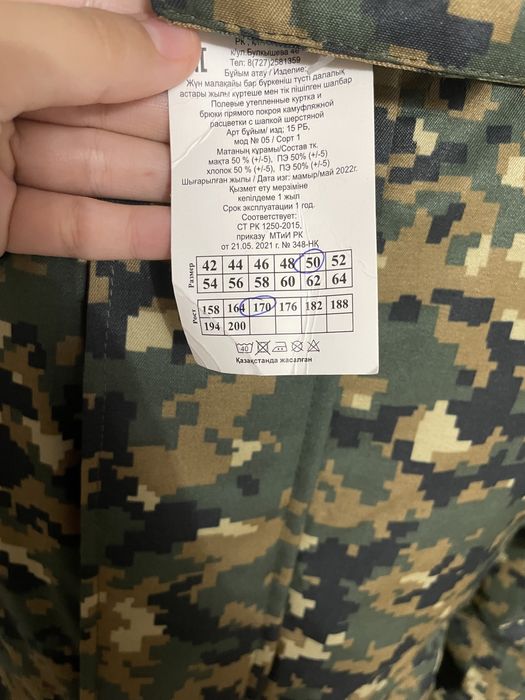 к/ул.Бұлқышева 4б
Тел: 8(727)2581359
Бұйым атау / Изделие:
Жүн малақайы бар бүркеніш түсті далалық
астары жылы күртеше мен тік пішілген шалбар
Полевые утепленные куртка и
брюки прямого покроя камуфляжной
расцветки с шапкой шерстяной
Арт бұйым/ изд: 15 РБ,
мод № 05 / Сорт 1
Матаның құрамы/Состав тк.
мақта 50 % (+/-5), ПЭ 50% (+/-5)
хлопок 50 % (+/-5), ПЭ 50% (+/-5)
Шығарылған жылы / Дата изг: мамыр/май 2022г.
Қызмет ету мерзіміне
кепілдеме 1 жыл
Срок эксплуатации 1 год.
Соответствует:
СТ РК 1250-2015,
приказу МТиИ РК
от 21.05. 2021 г. № 348-НҚ
Размер 42 44 46 48 50 52
54 56 58 60 62 64
Рост 158 164 170 176 182 188
194 200
40
Қазақстанда жасалған